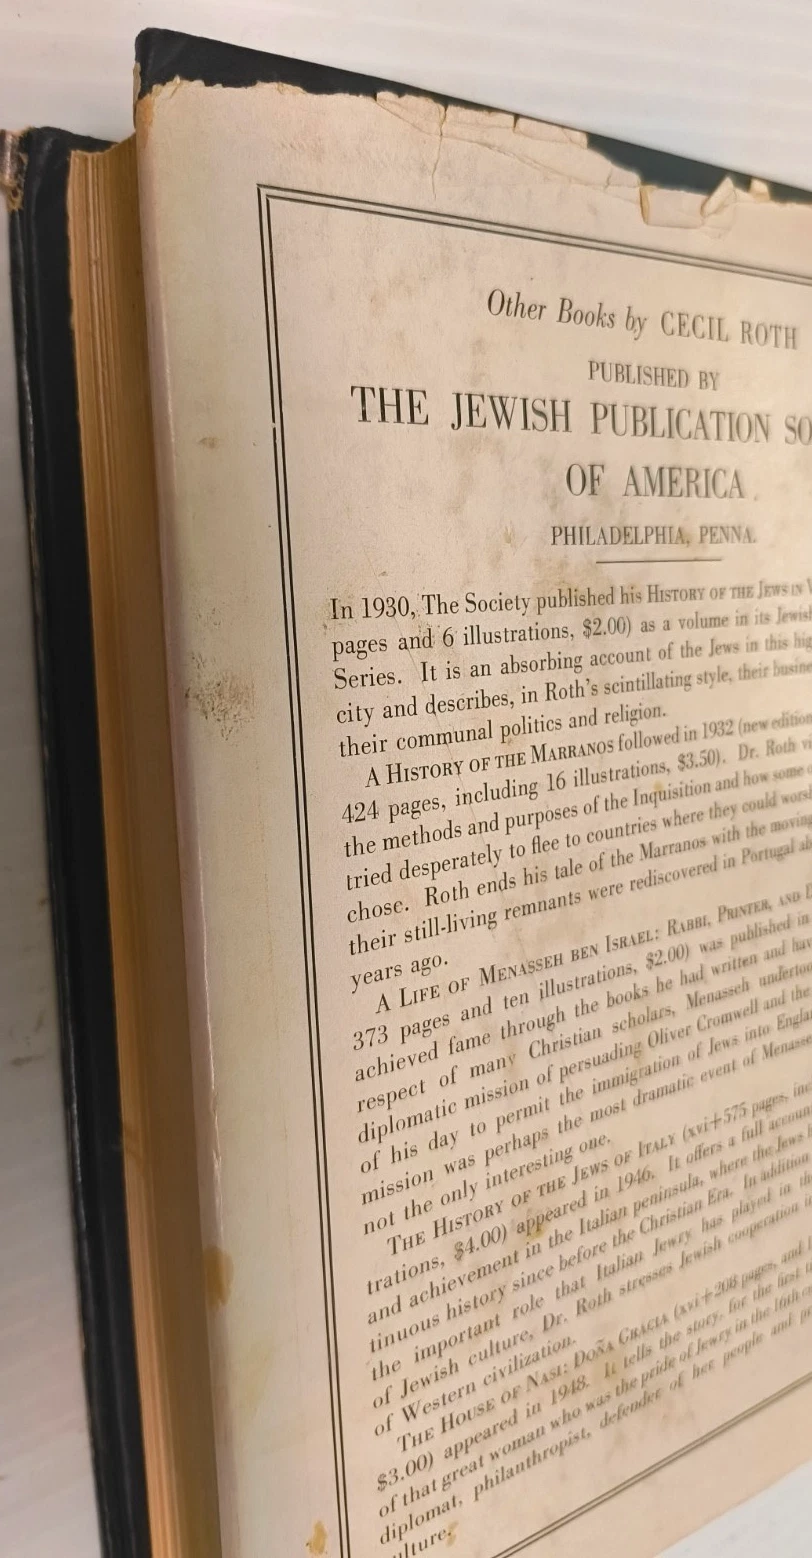 Other Books by CECIL ROTH
PUBLISHED BY
THE JEWISH PUBLICATION SO
OF AMERICA
PHILADELPHIA, PENNA.
In 1930, The Society published his HISTORY OF THE JEWS IN V
pages and 6 illustrations, $2.00) as a volume in its Jewish
Series. It is an absorbing account of the Jews in this hig
city and describes, in Roth's scintillating style, their busine
their communal politics and religion.
A HISTORY OF THE MARRANOS followed in 1932 (new edition
424 pages, including 16 illustrations, $3.50). Dr. Roth vi
the methods and purposes of the Inquisition and how some o
tried desperately to flee to countries where they could worsh
chose. Roth ends his tale of the Marranos with the moving
their still-living remnants were rediscovered in Portugal ab
years ago.
A LIFE OF MENASSEH BEN ISRAEL: RABBI, PRINTER, AND D
373 pages and ten illustrations, $2.00) was published in
achieved fame through the books he had written and hav
respect of many Christian scholars, Menasseh undertoo
diplomatic mission of persuading Oliver Cromwell and the
of his day to permit the immigration of Jews into Englan
mission was perhaps the most dramatic event of Menasse
not the only interesting one.
THE HISTORY OF THE JEWS OF ITALY (xvi+575 pages, inc
trations, $4.00) appeared in 1946. It offers a full accoun
and achievement in the Italian peninsula, where the Jews h
tinuous history since before the Christian Era. In addition
the important role that Italian Jewry has played in th
of Jewish culture, Dr. Roth stresses Jewish cooperation i
of Western civilization.
THE HOUSE OF NASI: DOÑA GRACIA (xvi+208 pages, and
$3.00) appeared in 1948. It tells the story, for the first
of that great woman who was the pride of Jewry in the 16th
diplomat, philanthropist, defender of her people and
ulture.